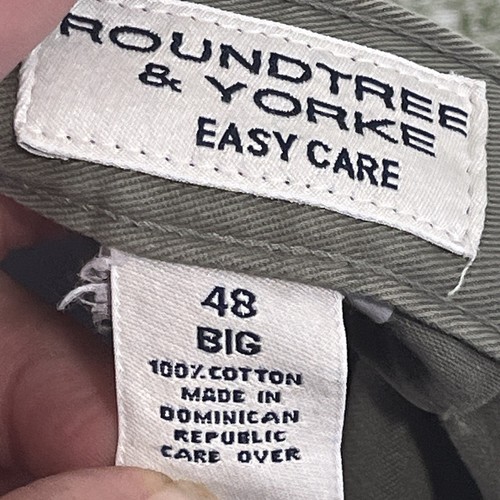 ROUNDTREE
& YORKE
EASY CARE
48
BIG
100% COTTON
MADE IN
DOMINICAN
REPUBLIC
CARE OVER